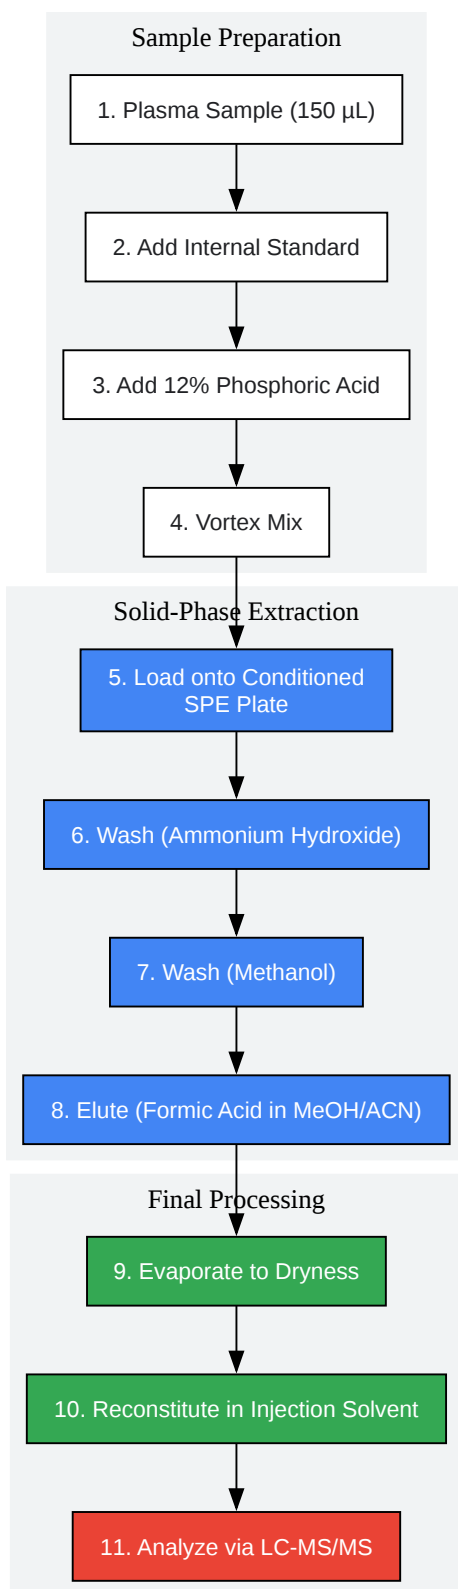 Sample Preparation
1. Plasma Sample (150 µL)
2. Add Internal Standard
3. Add 12% Phosphoric Acid
4. Vortex Mix
Solid-Phase Extraction
5. Load onto Conditioned
SPE Plate
6. Wash (Ammonium Hydroxide)
7. Wash (Methanol)
8. Elute (Formic Acid in MeOH/ACN)
Final Processing
9. Evaporate to Dryness
10. Reconstitute in Injection Solvent
11. Analyze via LC-MS/MS